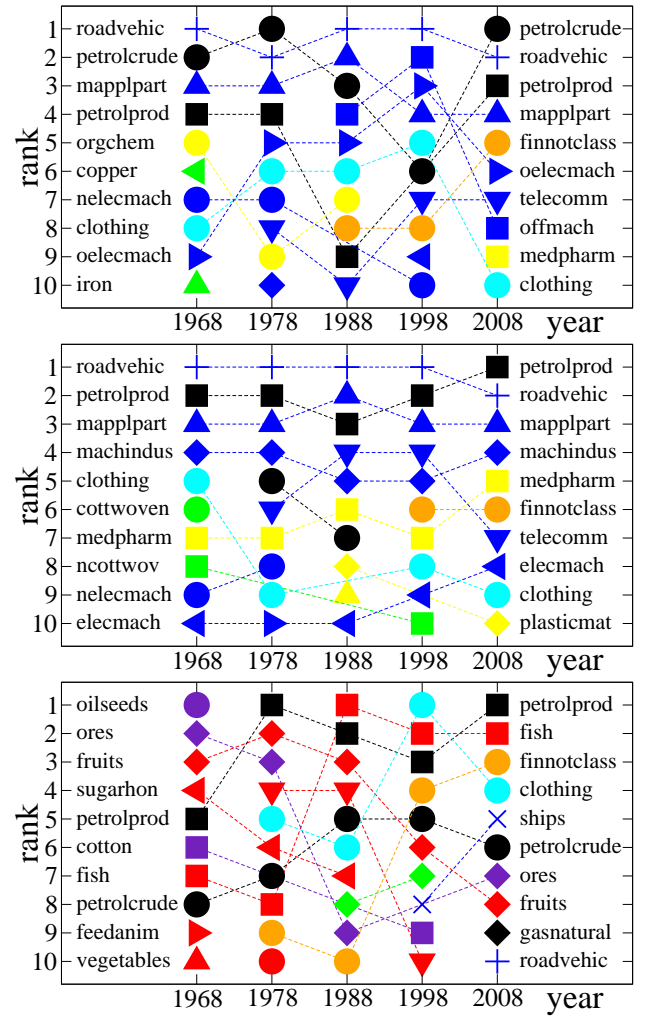 1 roadvehic petrolcrude
2 petrolcrude roadvehic
3 mapplpart petrolprod
4 petrolprod mapplpart
5 orgchem finnotclass
6 copper oelecmach
7 nelecmach telecomm
8 clothing offmach
9 oelecmach medpharm
10 iron clothing
rank
1968 1978 1988 1998 2008 year
1 roadvehic petrolprod
2 petrolprod roadvehic
3 mapplpart mapplpart
4 machindus machindus
5 clothing medpharm
6 cottwoven finnotclass
7 medpharm telecomm
8 ncottwov elecmach
9 nelecmach clothing
10 elecmach plasticmat
rank
1968 1978 1988 1998 2008 year
1 oilseeds petrolprod
2 ores fish
3 fruits finnotclass
4 sugarhon clothing
5 petrolprod ships
6 cotton petrolcrude
7 fish ores
8 petrolcrude fruits
9 feedanim gasnatural
10 vegetables roadvehic
rank
1968 1978 1988 1998 2008 year